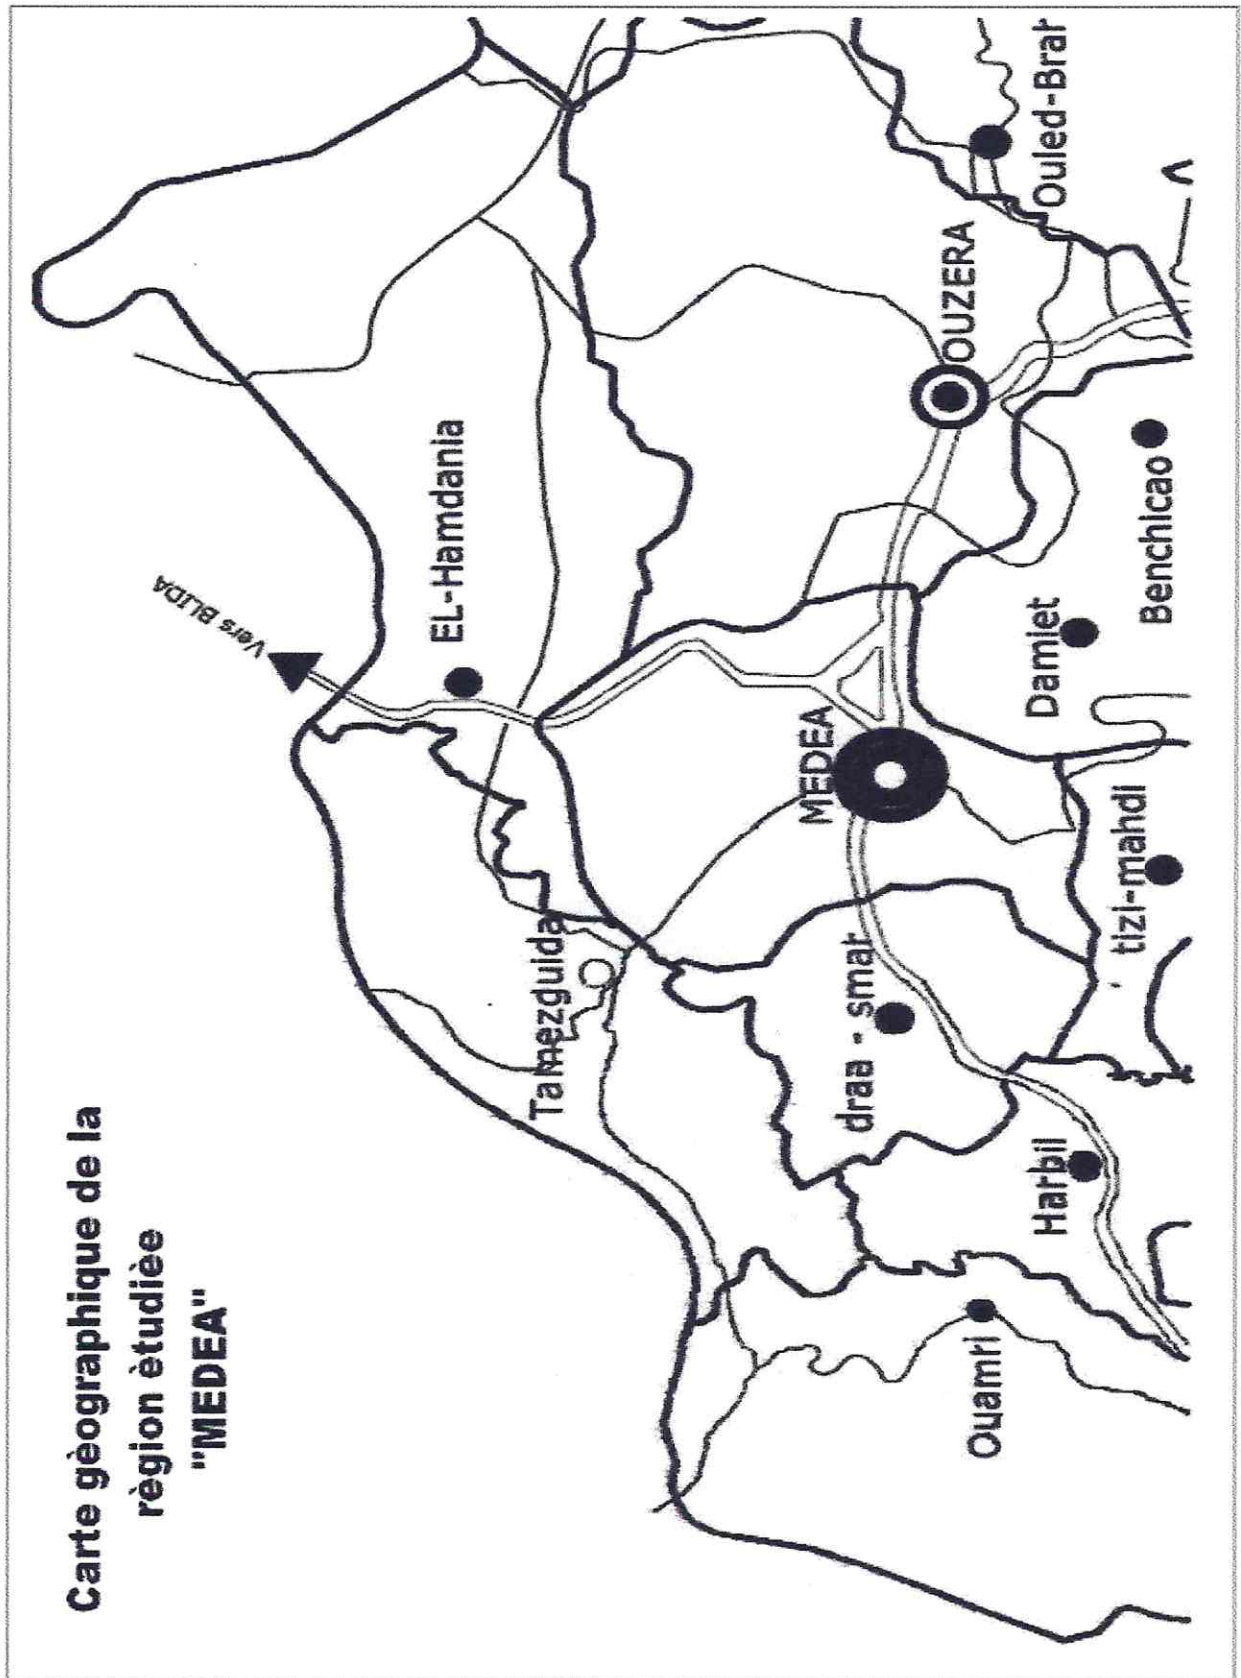 Carte gèographique de la
règion ètudièe
"MEDEA"
Vers BLIDA
EL-Hamdania
Tamezguida
MEDEA
OUZERA
Ouled-Brar
draa - smar
Damiet
Benchicao
tizi-mahdi
Harbil
Ouamri
V